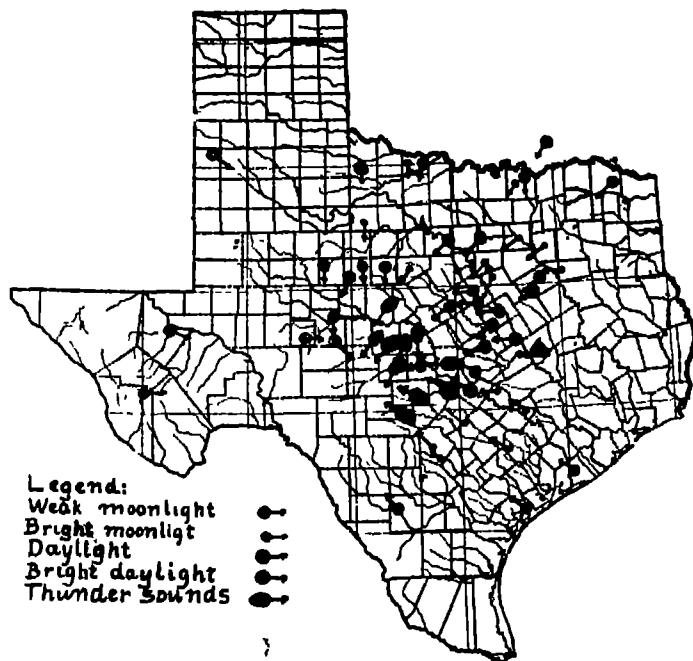 Legend:
Weak moonlight
Bright moonligt
Daylight
Bright daylight
Thunder sounds